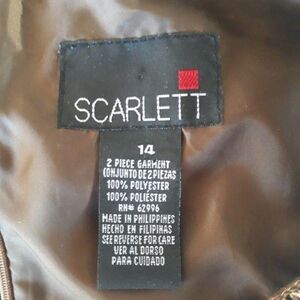 SCARLETT
14
2 PIECE GARMENT
CONJUNTO DE 2 PIEZAS
100% POLYESTER
100% POLIÉSTER
RN# 62996
MADE IN PHILIPPINES
HECHO EN FILIPINAS
SEE REVERSE FOR CARE
VER AL DORSO
PARA CUIDADO